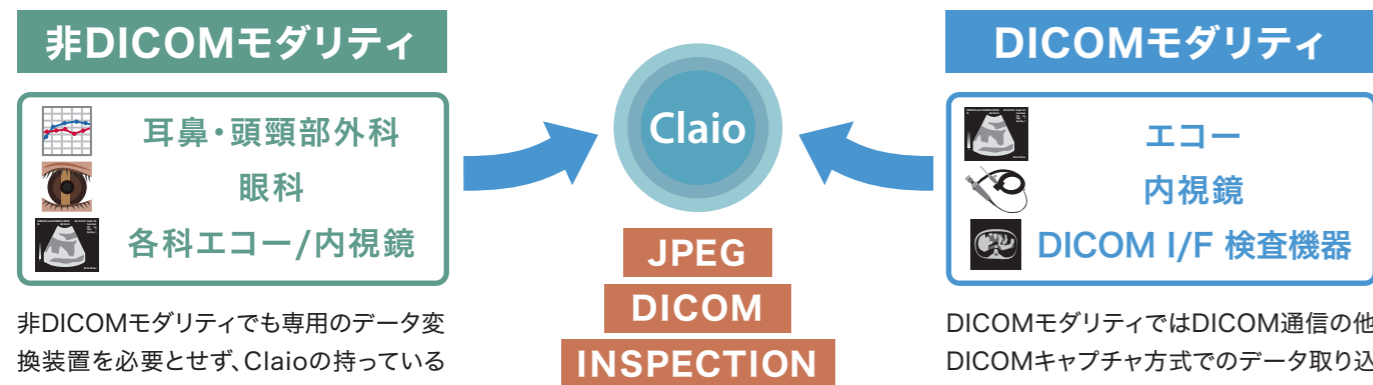 非DICOMモダリティ
耳鼻・頭頸部外科
眼科
各科エコー/内視鏡
非DICOMモダリティでも専用のデータ変
換装置を必要とせず、Claioの持っている
Claio
JPEG
DICOM
INSPECTION
DICOMモダリティ
エコー
内視鏡
DICOM I/F 検査機器
DICOMモダリティではDICOM通信の他
DICOMキャプチャ方式でのデータ取り込